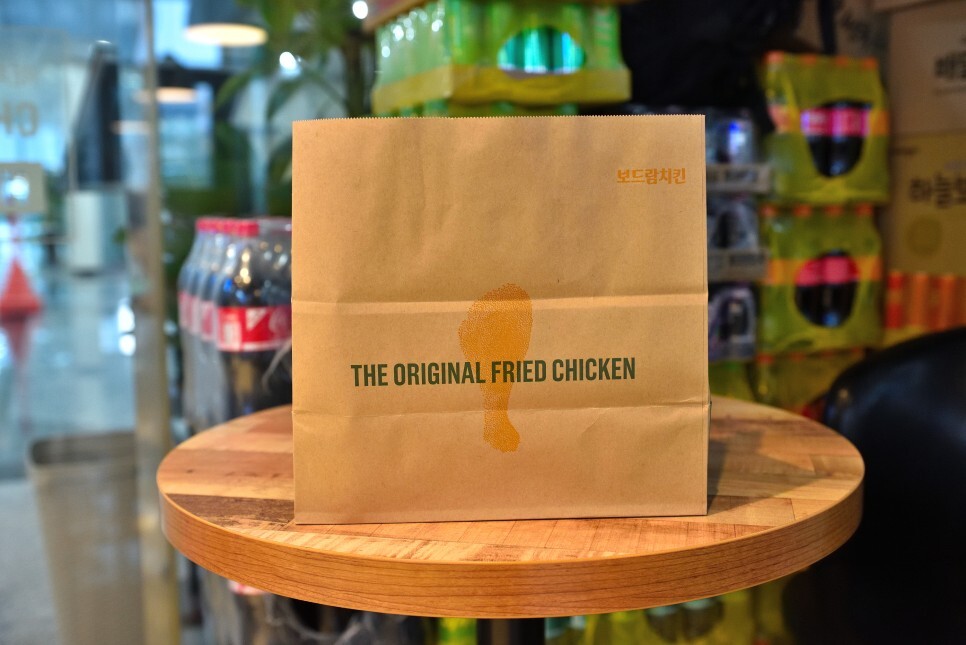 보드람치킨
THE ORIGINAL FRIED CHICKEN